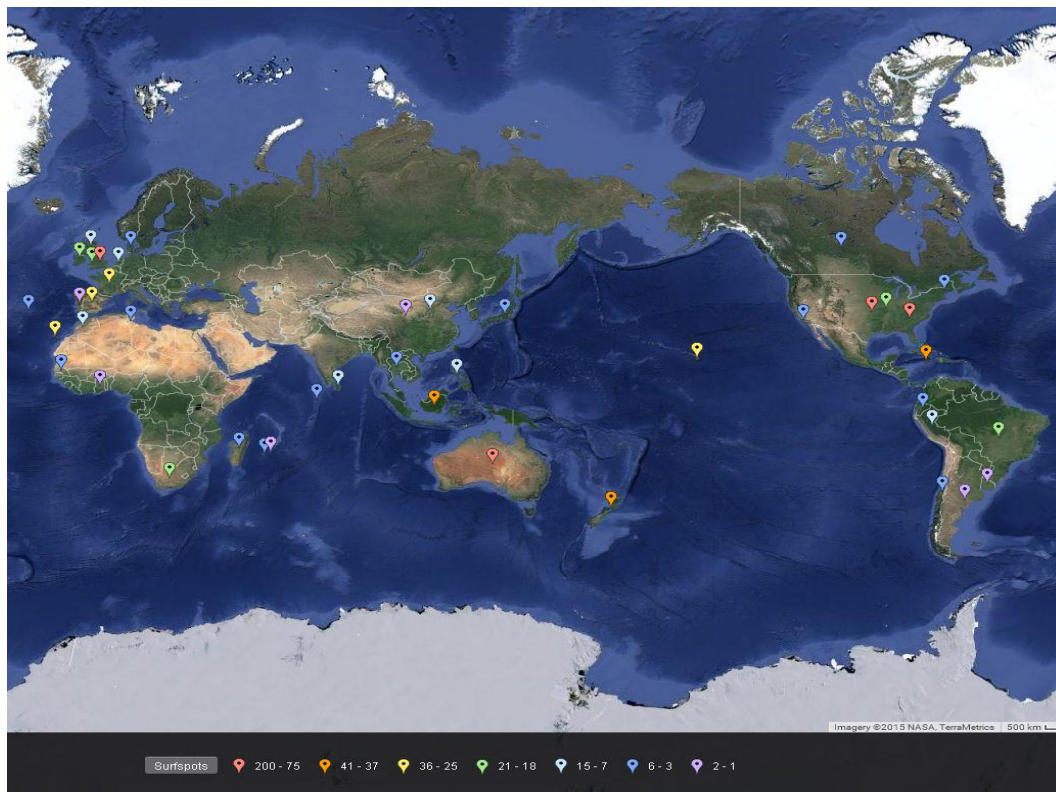 Imagery ©2015 NASA, TerraMetrics 500 km
Surfspots 200 - 75 41 - 37 36 - 25 21 - 18 15 - 7 6 - 3 2 - 1